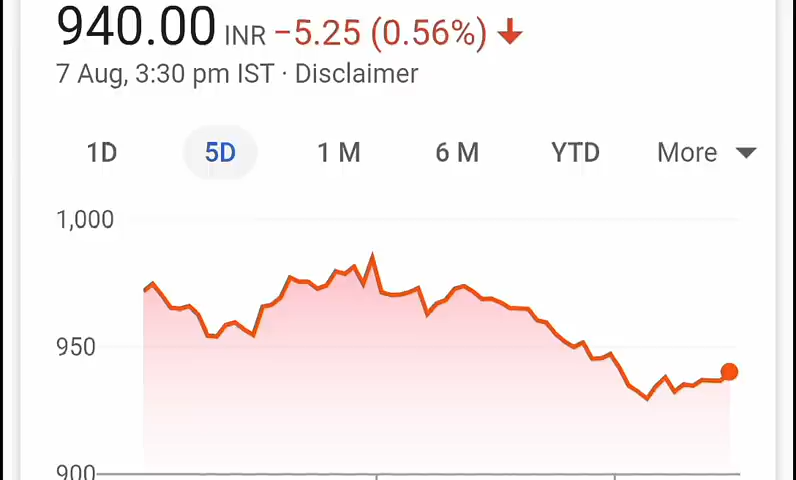 940.00 INR −5.25 (0.56%) ↓
7 Aug, 3:30 pm IST · Disclaimer
1D 5D 1 M 6 M YTD More
1,000
950
900